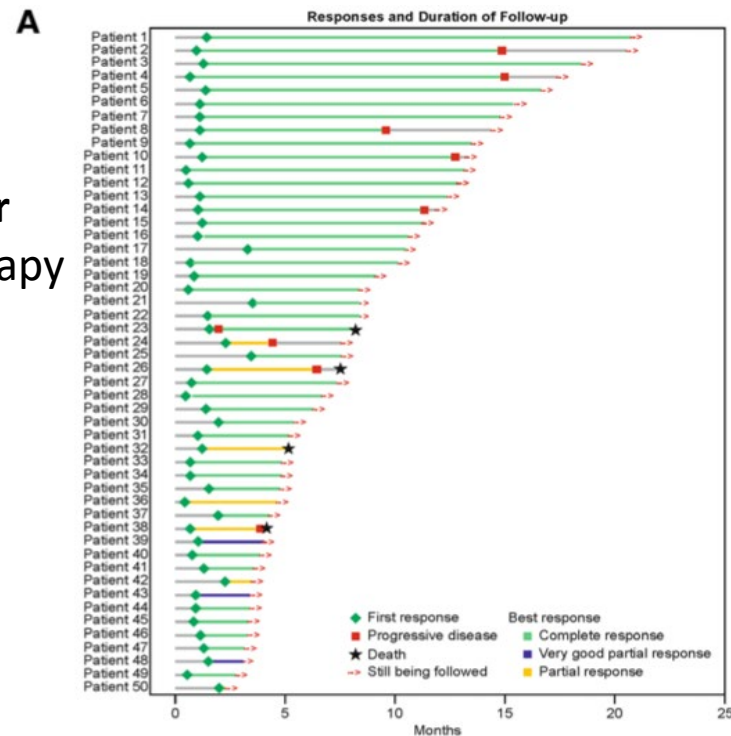 A
Responses and Duration of Follow-up
r
apy
Patient 1
Patient 2
Patient 3
Patient 4
Patient 5
Patient 6
Patient 7
Patient 8
Patient 9
Patient 10
Patient 11
Patient 12
Patient 13
Patient 14
Patient 15
Patient 16
Patient 17
Patient 18
Patient 19
Patient 20
Patient 21
Patient 22
Patient 23
Patient 24
Patient 25
Patient 26
Patient 27
Patient 28
Patient 29
Patient 30
Patient 31
Patient 32
Patient 33
Patient 34
Patient 35
Patient 36
Patient 37
Patient 38
Patient 39
Patient 40
Patient 41
Patient 42
Patient 43
Patient 44
Patient 45
Patient 46
Patient 47
Patient 48
Patient 49
Patient 50
First response
Progressive disease
Death
Still being followed
Best response
Complete response
Very good partial response
Partial response
0 5 10 15 20 25
Months